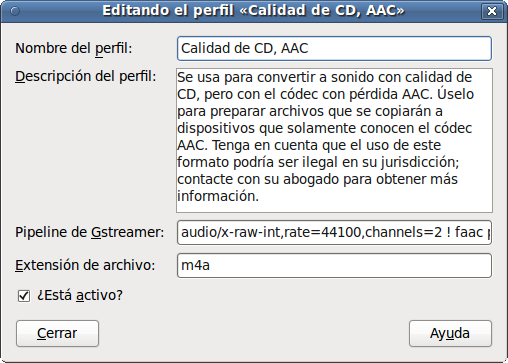 Editando el perfil «Calidad de CD, AAC»
Nombre del perfil: Calidad de CD, AAC
Descripción del perfil:
Se usa para convertir a sonido con calidad de
CD, pero con el códec con pérdida AAC. Úselo
para preparar archivos que se copiarán a
dispositivos que solamente conocen el códec
AAC. Tenga en cuenta que el uso de este
formato podría ser ilegal en su jurisdicción;
contacte con su abogado para obtener más
información.
Pipeline de Gstreamer: audio/x-raw-int,rate=44100,channels=2 ! faac p
Extensión de archivo: m4a
¿Está activo?
Cerrar Ayuda